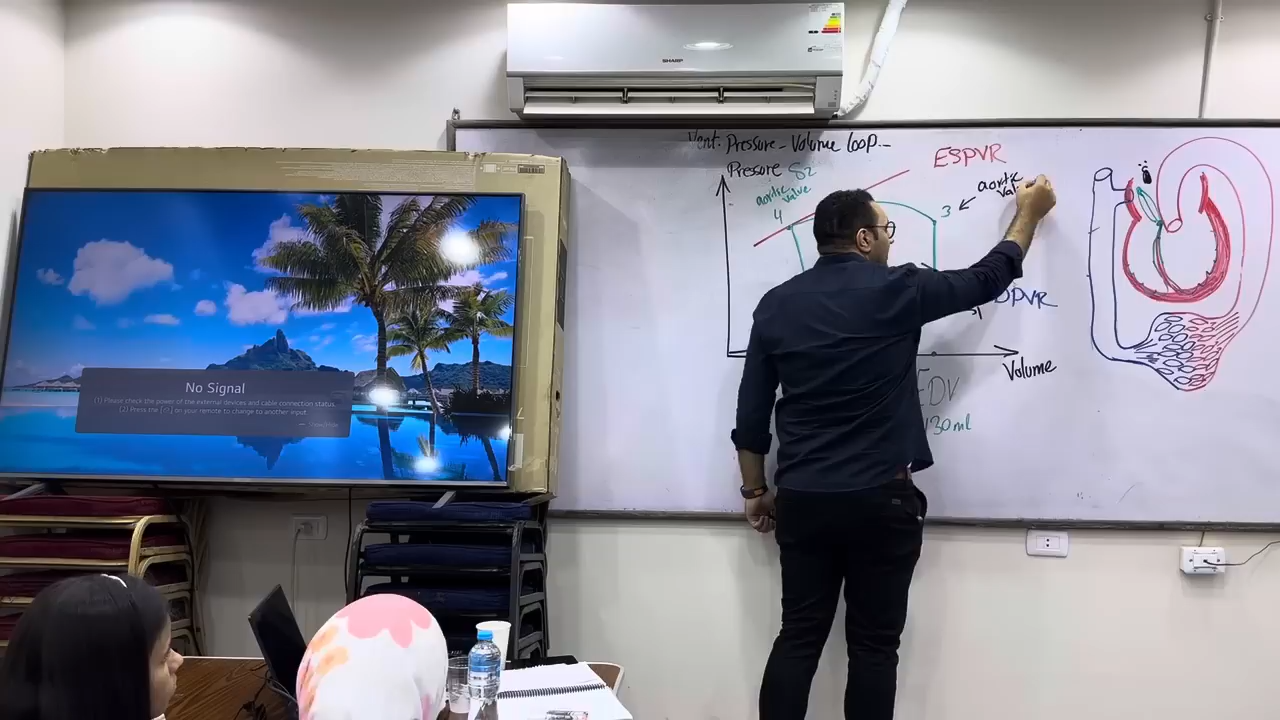 SHARP
Vent. Pressure - Volume loop -
Pressure S2
ESPVR
aortic
valve
4
3
aortic
EDV
130 ml
Volume
No Signal
(1) Please check the power of the external devices and cable connection status.
(2) Press the [ ] on your remote to change to another input.